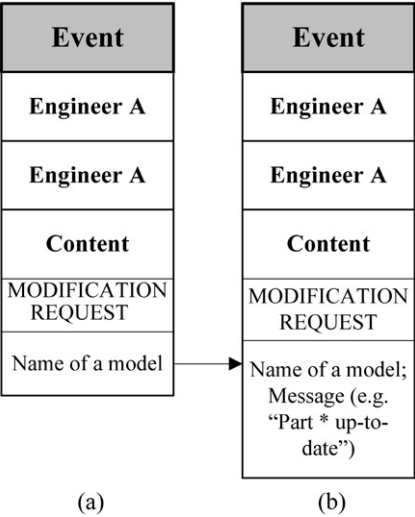 Event
Engineer A
Engineer A
Content
MODIFICATION
REQUEST
Name of a model
(a)
Event
Engineer A
Engineer A
Content
MODIFICATION
REQUEST
Name of a model;
Message (e.g.
“Part * up-to-
date”)
(b)